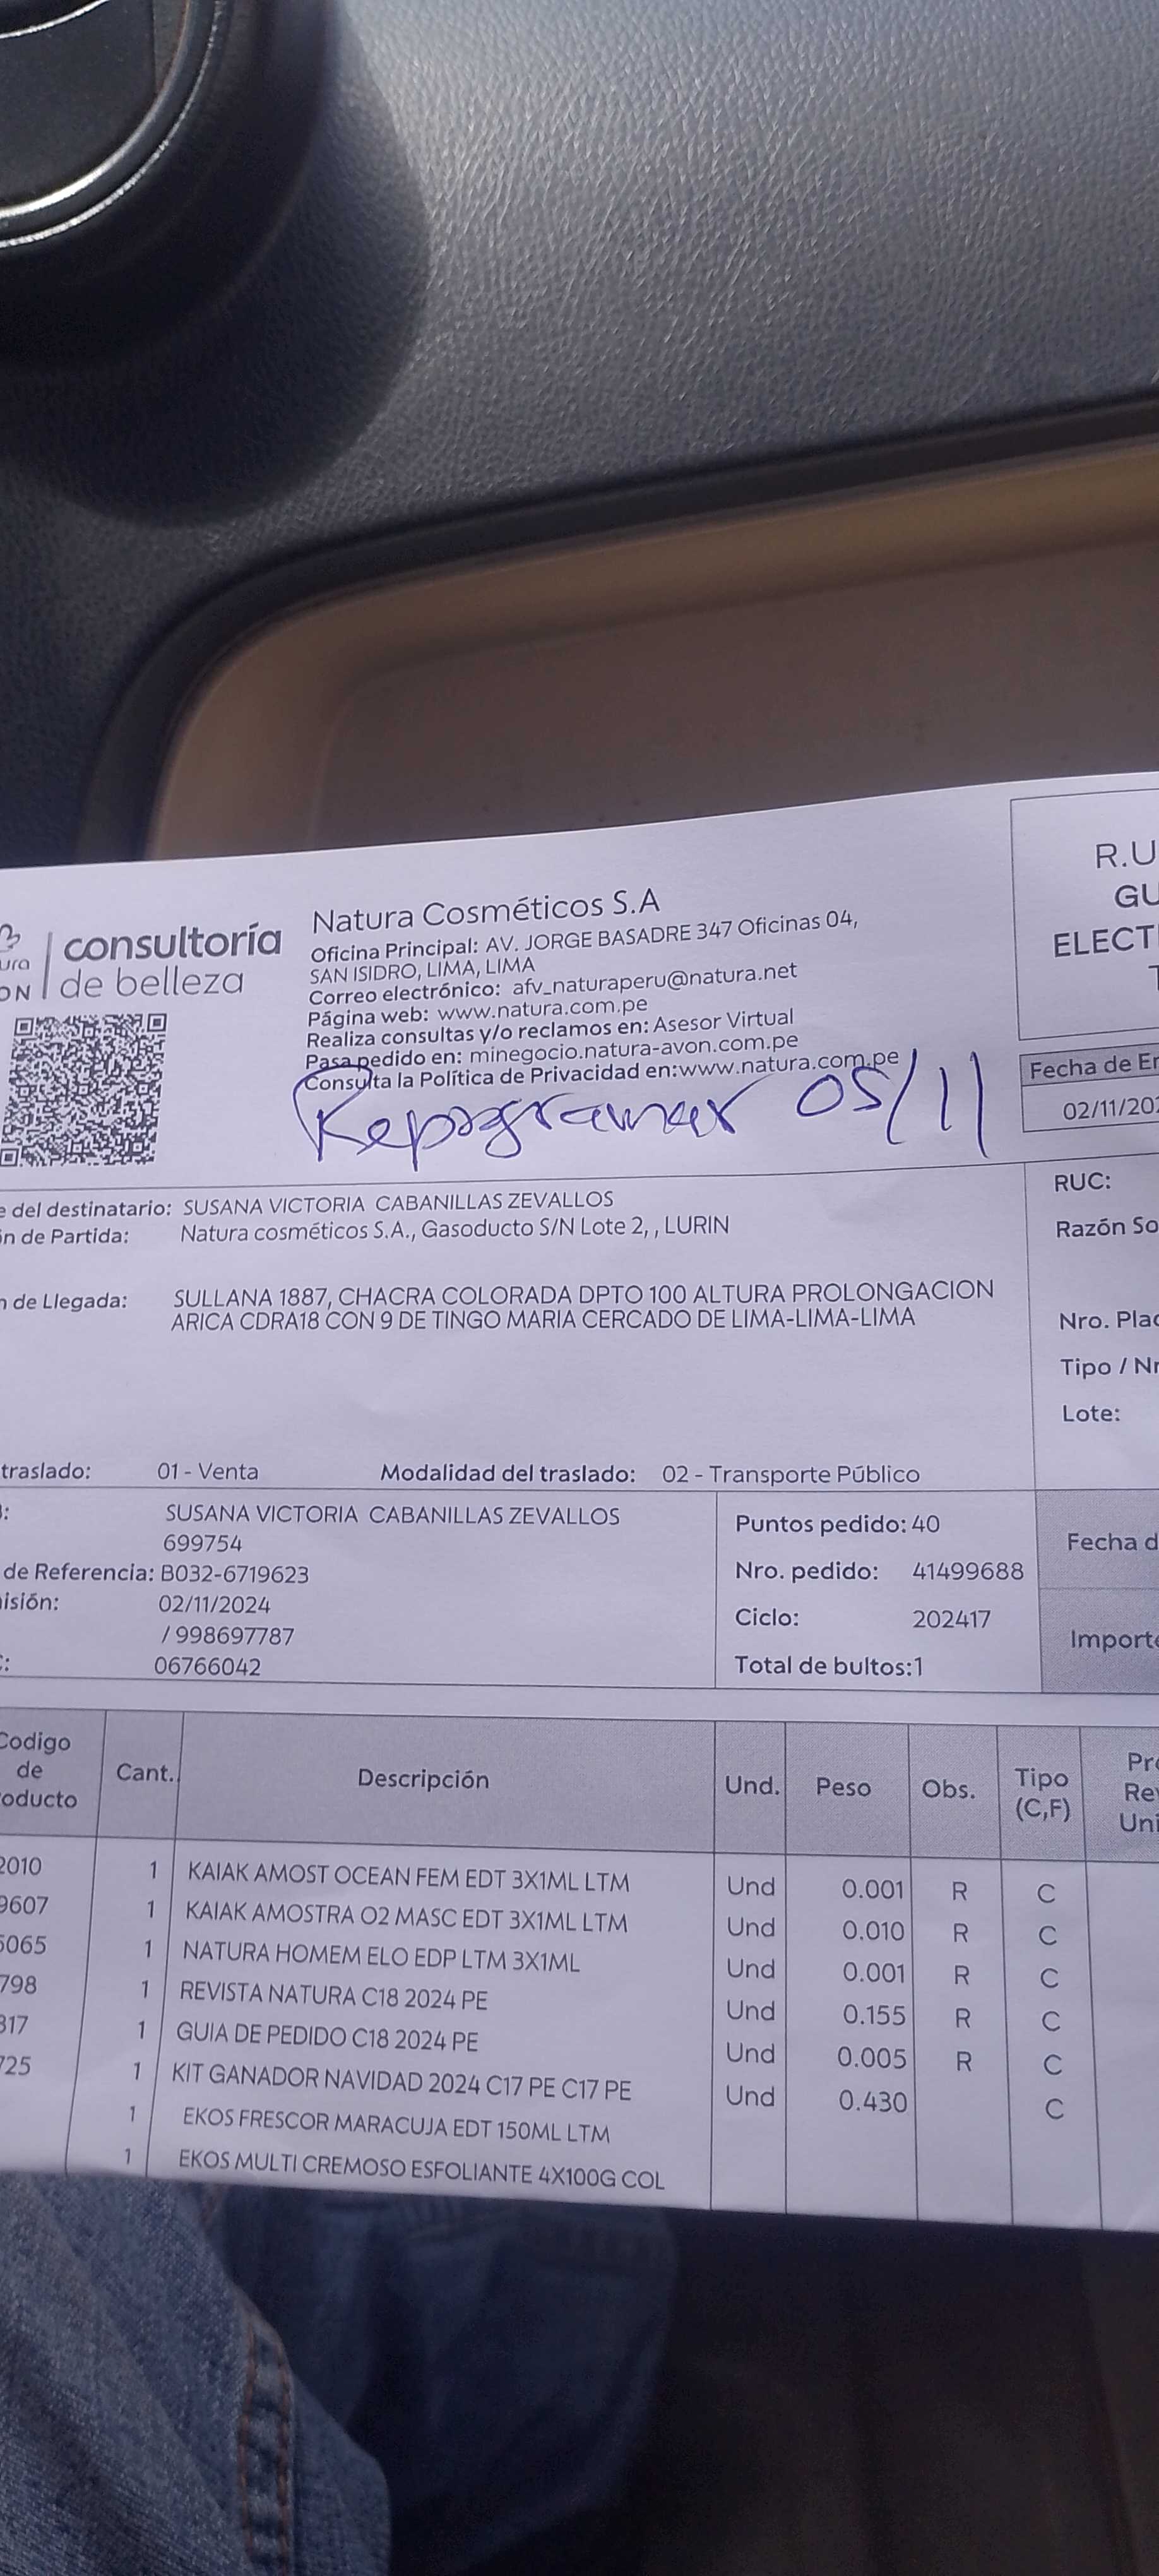 consultoría
de belleza
Natura Cosméticos S.A
Oficina Principal: AV. JORGE BASADRE 347 Oficinas 04,
SAN ISIDRO, LIMA, LIMA
Correo electrónico: afv_naturaperu@natura.net
Página web: www.natura.com.pe
Realiza consultas y/o reclamos en: Asesor Virtual
Pasa pedido en: minegocio.natura-avon.com.pe
Consulta la Política de Privacidad en:www.natura.com.pe
Repogramar 05/11
R.U
GU
ELECT
Fecha de Em
02/11/202
e del destinatario: SUSANA VICTORIA CABANILLAS ZEVALLOS
n de Partida: Natura cosméticos S.A., Gasoducto S/N Lote 2, , LURIN
n de Llegada: SULLANA 1887, CHACRA COLORADA DPTO 100 ALTURA PROLONGACION
ARICA CDRA18 CON 9 DE TINGO MARIA CERCADO DE LIMA-LIMA-LIMA
traslado: 01 - Venta Modalidad del traslado: 02 - Transporte Público
RUC:
Razón So
Nro. Plac
Tipo / Nr
Lote:
SUSANA VICTORIA CABANILLAS ZEVALLOS
699754
de Referencia: B032-6719623
isión: 02/11/2024
/ 998697787
06766042
Puntos pedido: 40
Nro. pedido: 41499688
Ciclo: 202417
Total de bultos:1
Fecha d
Importe
Codigo de oducto Cant. Descripción Und. Peso Obs. Tipo (C,F) Pre Rev Uni
2010 1 KAIAK AMOST OCEAN FEM EDT 3X1ML LTM Und 0.001 R C
9607 1 KAIAK AMOSTRA O2 MASC EDT 3X1ML LTM Und 0.010 R C
5065 1 NATURA HOMEM ELO EDP LTM 3X1ML Und 0.001 R C
798 1 REVISTA NATURA C18 2024 PE Und 0.155 R C
317 1 GUIA DE PEDIDO C18 2024 PE Und 0.005 R C
725 1 KIT GANADOR NAVIDAD 2024 C17 PE C17 PE Und 0.430 C
1 EKOS FRESCOR MARACUJA EDT 150ML LTM
1 EKOS MULTI CREMOSO ESFOLIANTE 4X100G COL